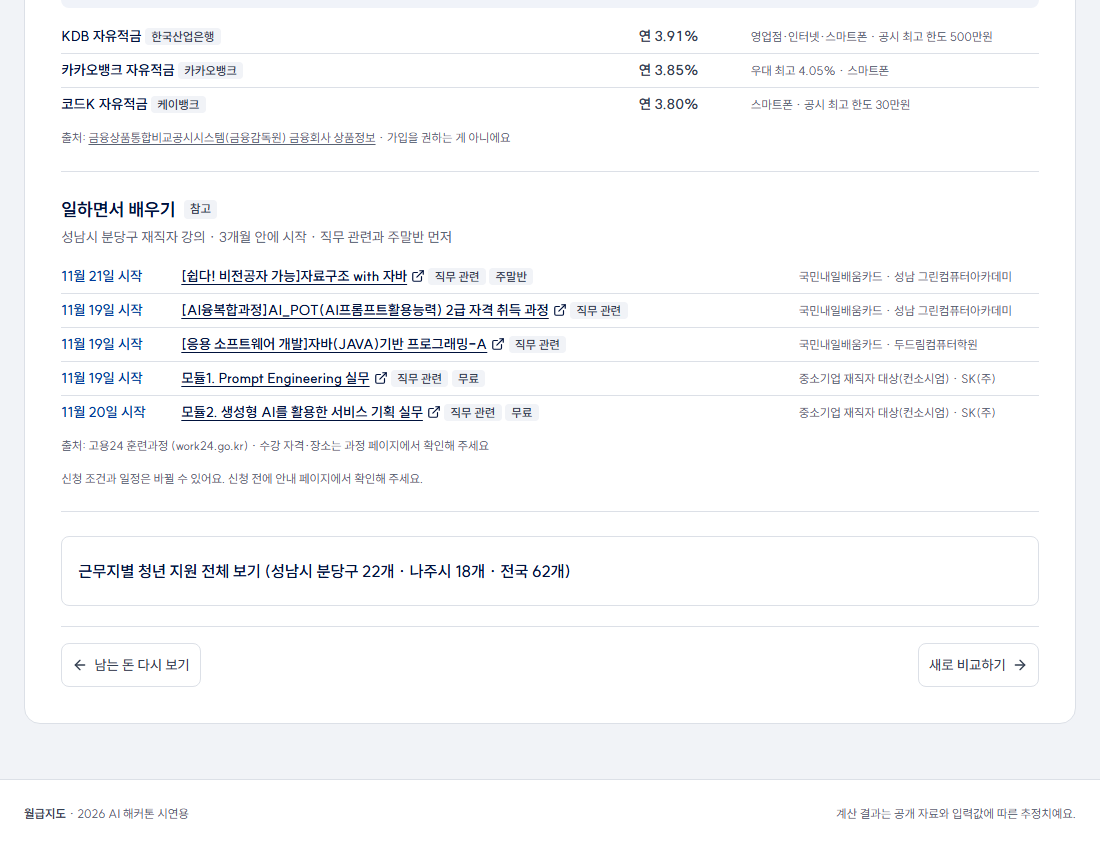 KDB 자유적금 한국산업은행 연 3.91% 영업점·인터넷·스마트폰 · 공시 최고 한도 500만원
카카오뱅크 자유적금 카카오뱅크 연 3.85% 우대 최고 4.05% · 스마트폰
코드K 자유적금 케이뱅크 연 3.80% 스마트폰 · 공시 최고 한도 30만원
출처: 금융상품통합비교공시시스템(금융감독원) 금융회사 상품정보 · 가입을 권하는 게 아니에요
일하면서 배우기 참고
성남시 분당구 재직자 강의 · 3개월 안에 시작 · 직무 관련과 주말반 먼저
11월 21일 시작 [쉽다! 비전공자 가능]자료구조 with 자바 직무 관련 주말반 국민내일배움카드 · 성남 그린컴퓨터아카데미
11월 19일 시작 [AI융복합과정]AI_POT(AI프롬프트활용능력) 2급 자격 취득 과정 직무 관련 국민내일배움카드 · 성남 그린컴퓨터아카데미
11월 19일 시작 [응용 소프트웨어 개발]자바(JAVA)기반 프로그래밍-A 직무 관련 국민내일배움카드 · 두드림컴퓨터학원
11월 19일 시작 모듈1. Prompt Engineering 실무 직무 관련 무료 중소기업 재직자 대상(컨소시엄) · SK(주)
11월 20일 시작 모듈2. 생성형 AI를 활용한 서비스 기획 실무 직무 관련 무료 중소기업 재직자 대상(컨소시엄) · SK(주)
출처: 고용24 훈련과정 (work24.go.kr) · 수강 자격·장소는 과정 페이지에서 확인해 주세요
신청 조건과 일정은 바뀔 수 있어요. 신청 전에 안내 페이지에서 확인해 주세요.
근무지별 청년 지원 전체 보기 (성남시 분당구 22개 · 나주시 18개 · 전국 62개)
← 남는 돈 다시 보기 새로 비교하기 →
월급지도 · 2026 AI 해커톤 시연용 계산 결과는 공개 자료와 입력값에 따른 추정치예요.